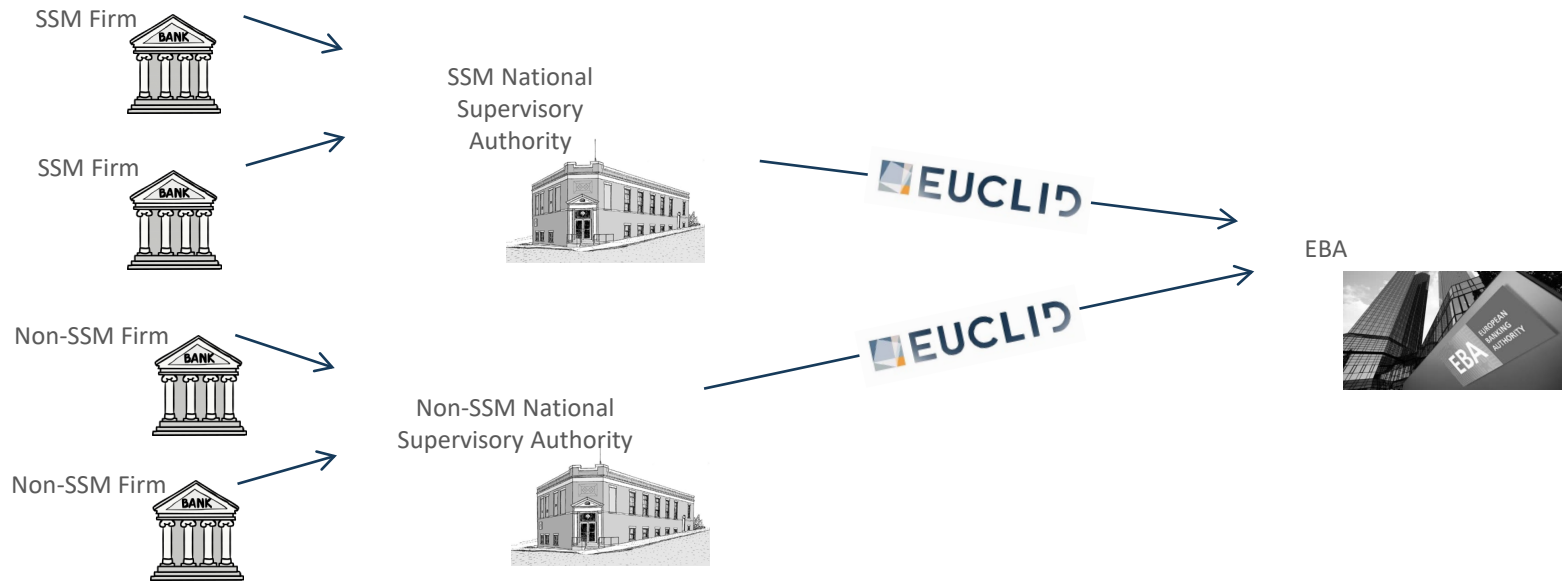 SSM Firm
BANK
SSM National
Supervisory
Authority
SSM Firm
BANK
EUCLID
EBA
EBA EUROPEAN
BANKING
AUTHORITY
EUCLID
Non-SSM Firm
BANK
Non-SSM National
Supervisory Authority
Non-SSM Firm
BANK